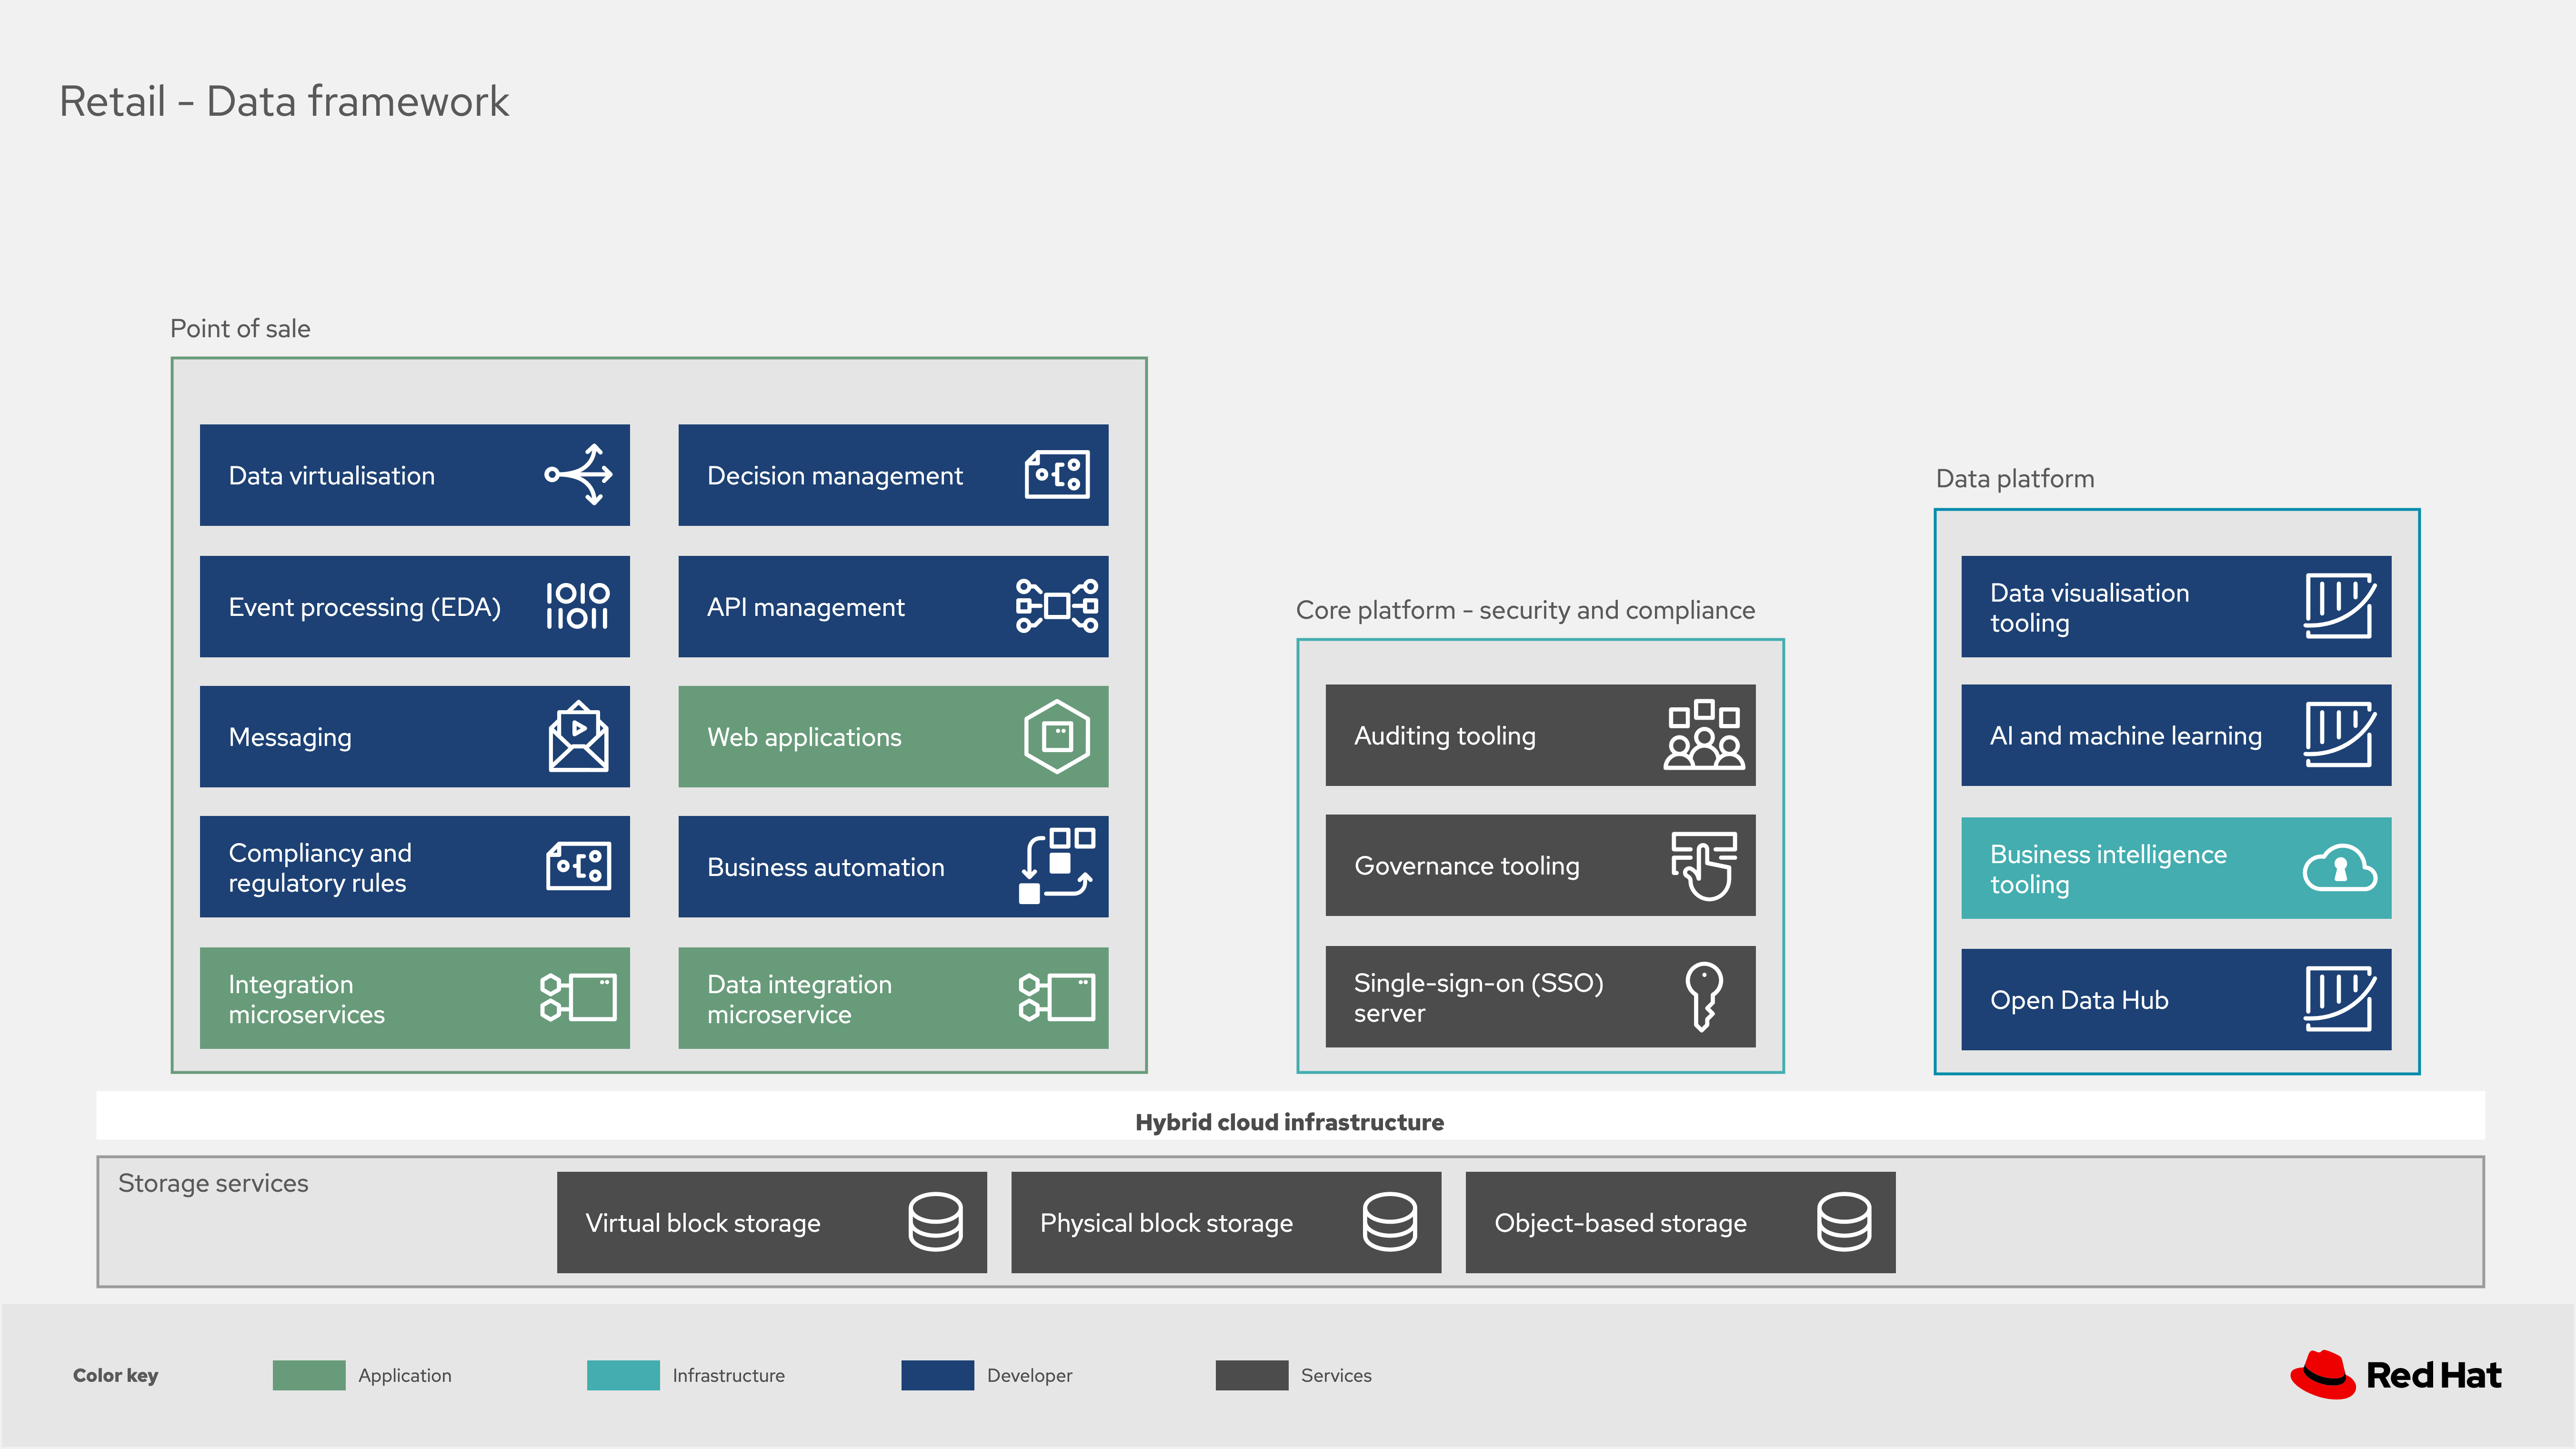 Retail - Data framework
Point of sale
Data virtualisation
Decision management
Event processing (EDA)
1010
11011
API management
Messaging
Web applications
Compliancy and
regulatory rules
Business automation
Integration
microservices
Data integration
microservice
Core platform - security and compliance
Auditing tooling
Governance tooling
Single-sign-on (SSO)
server
Data platform
Data visualisation
tooling
AI and machine learning
Business intelligence
tooling
Open Data Hub
Hybrid cloud infrastructure
Storage services
Virtual block storage
Physical block storage
Object-based storage
Color key
Application
Infrastructure
Developer
Services
Red Hat